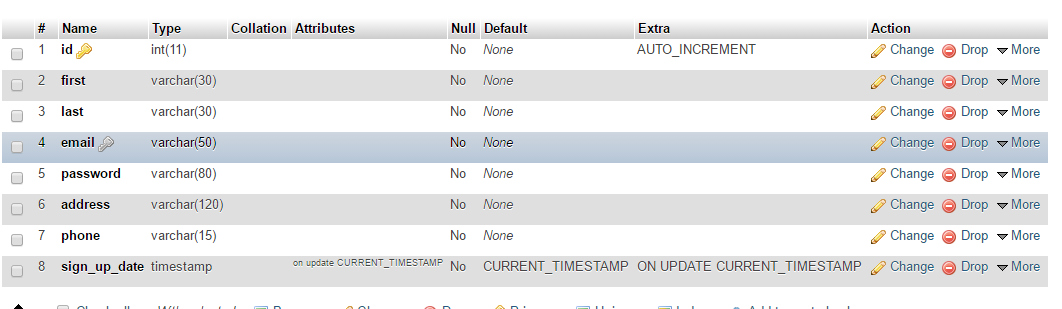 # Name Type Collation Attributes Null Default Extra Action
1 id int(11) No None AUTO_INCREMENT Change Drop More
2 first varchar(30) No None Change Drop More
3 last varchar(30) No None Change Drop More
4 email varchar(50) No None Change Drop More
5 password varchar(80) No None Change Drop More
6 address varchar(120) No None Change Drop More
7 phone varchar(15) No None Change Drop More
8 sign_up_date timestamp on update CURRENT_TIMESTAMP No CURRENT_TIMESTAMP ON UPDATE CURRENT_TIMESTAMP Change Drop More